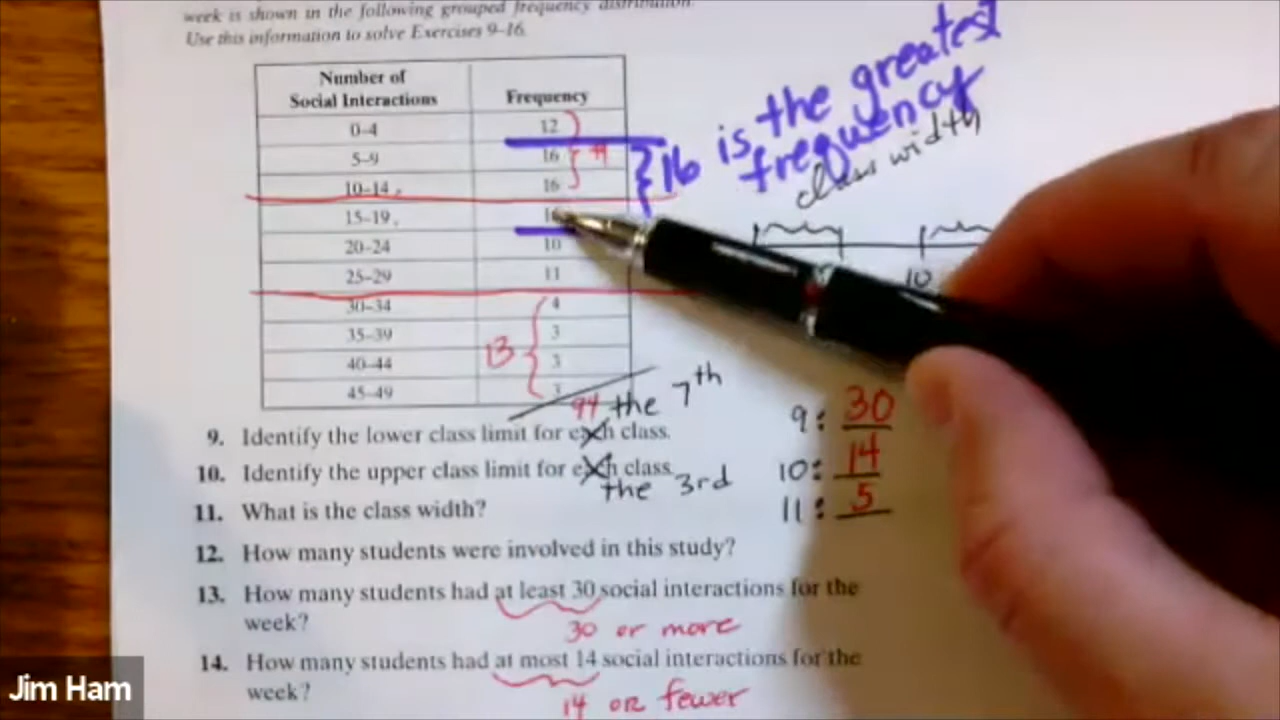 week is shown in the following grouped frequency distribution.
Use this information to solve Exercises 9–16.
Number of
Social Interactions
Frequency
0–4 12
5–9 16
10–14 16
15–19
20–24 10
25–29 11
30–34 4
35–39 3
40–44 3
45–49
13
94
16 is the greatest
frequency
class width
10
the 7th
9. Identify the lower class limit for each class.
10. Identify the upper class limit for each class.
the 3rd
11. What is the class width?
9: 30
10: 14
11: 5
12. How many students were involved in this study?
13. How many students had at least 30 social interactions for the
week?
30 or more
14. How many students had at most 14 social interactions for the
week?
14 or fewer
Jim Ham